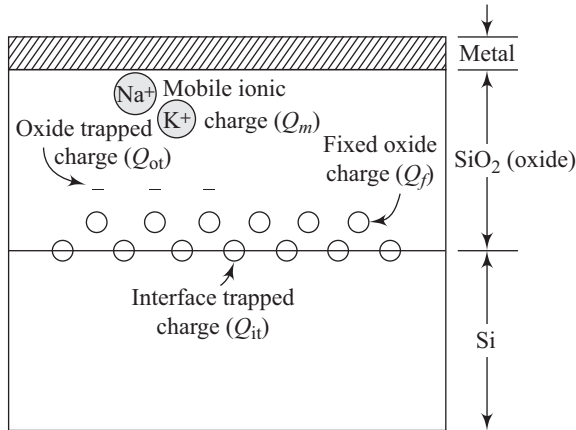 Metal
Na+ Mobile ionic
K+ charge (Qm)
Oxide trapped
charge (Qot)
Fixed oxide
charge (Qf)
SiO2 (oxide)
Interface trapped
charge (Qit)
Si